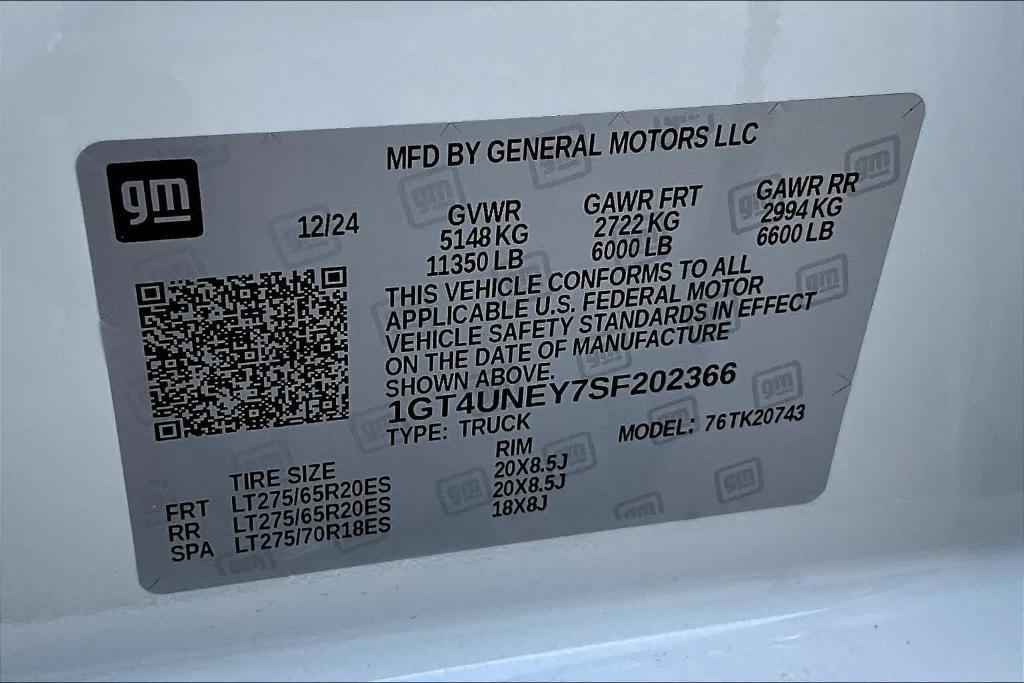 gm
MFD BY GENERAL MOTORS LLC
12/24
GVWR
5148 KG
11350 LB
GAWR FRT
2722 KG
6000 LB
GAWR RR
2994 KG
6600 LB
THIS VEHICLE CONFORMS TO ALL
APPLICABLE U.S. FEDERAL MOTOR
VEHICLE SAFETY STANDARDS IN EFFECT
ON THE DATE OF MANUFACTURE
SHOWN ABOVE.
1GT4UNEY7SF202366
TYPE: TRUCK MODEL: 76TK20743
TIRE SIZE RIM
FRT LT275/65R20ES 20X8.5J
RR LT275/65R20ES 20X8.5J
SPA LT275/70R18ES 18X8J